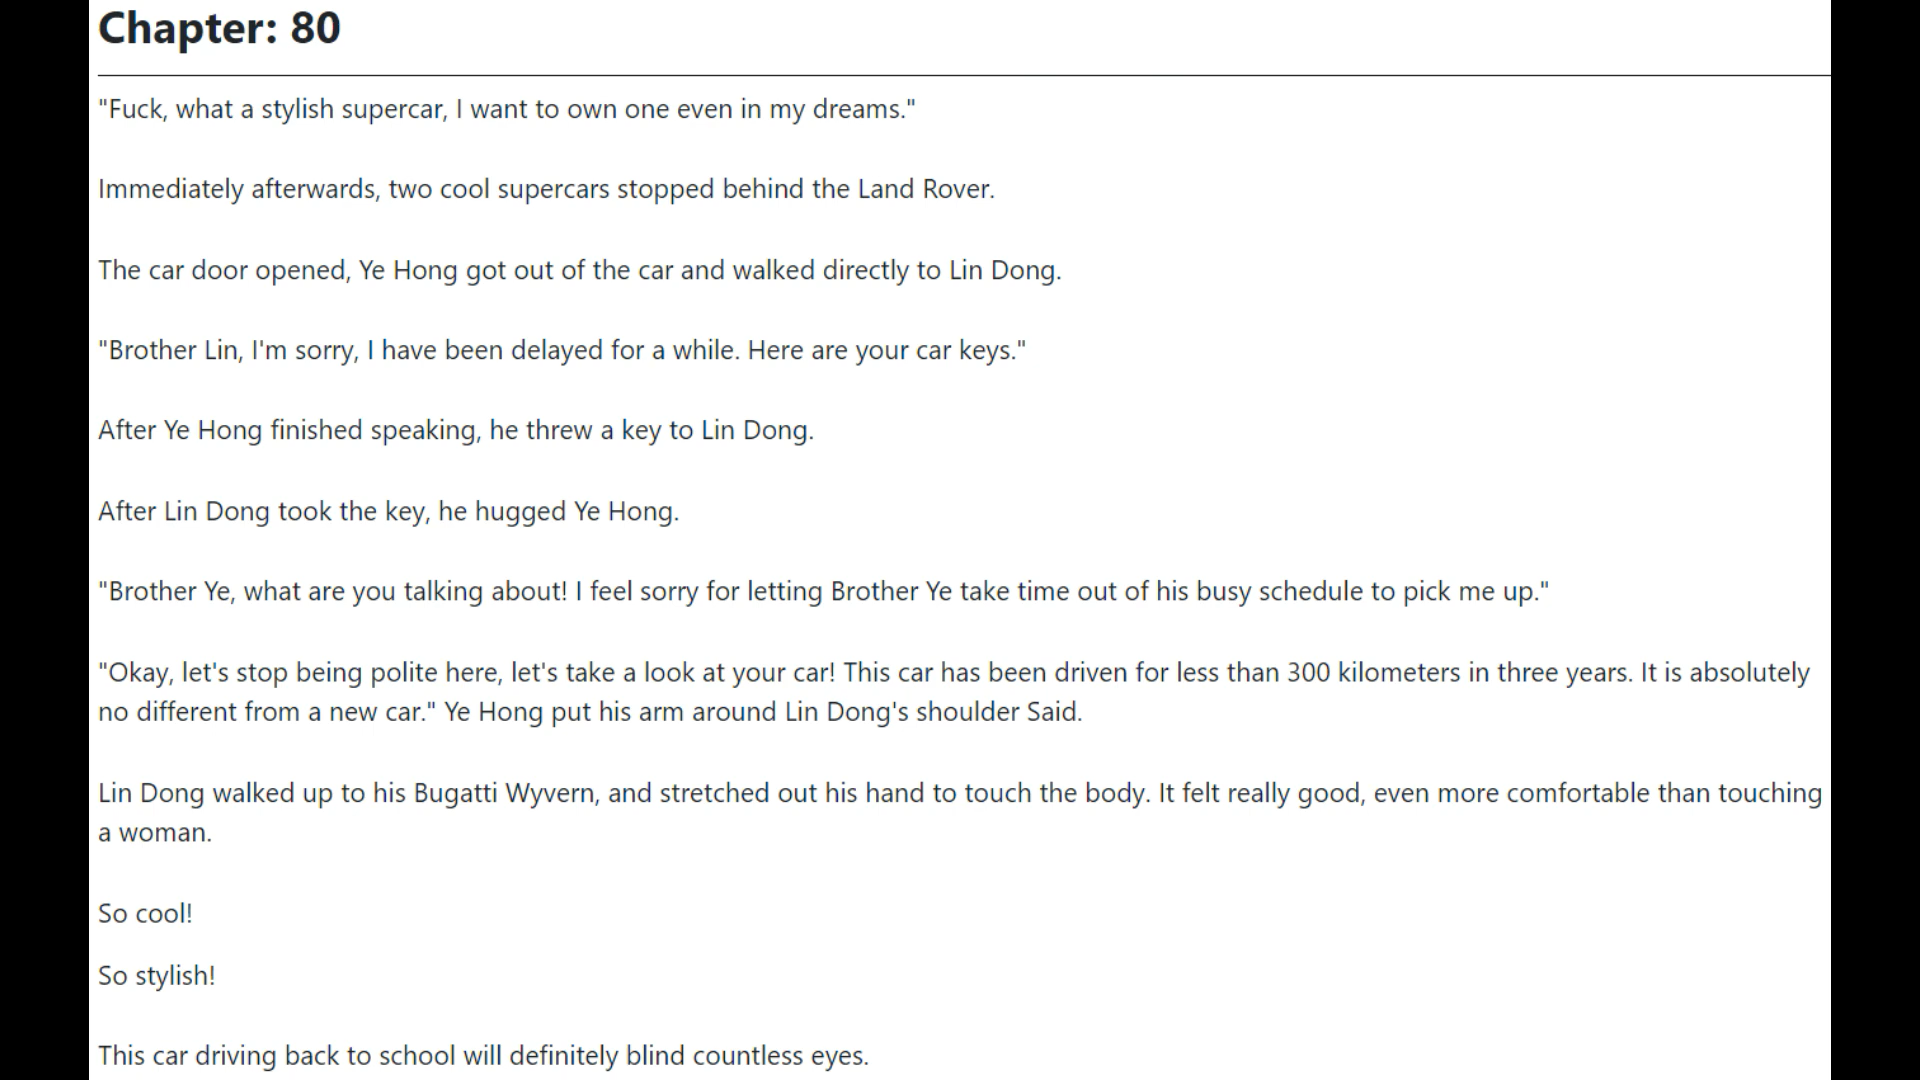 Chapter: 80
"Fuck, what a stylish supercar, I want to own one even in my dreams."
Immediately afterwards, two cool supercars stopped behind the Land Rover.
The car door opened, Ye Hong got out of the car and walked directly to Lin Dong.
"Brother Lin, I'm sorry, I have been delayed for a while. Here are your car keys."
After Ye Hong finished speaking, he threw a key to Lin Dong.
After Lin Dong took the key, he hugged Ye Hong.
"Brother Ye, what are you talking about! I feel sorry for letting Brother Ye take time out of his busy schedule to pick me up."
"Okay, let's stop being polite here, let's take a look at your car! This car has been driven for less than 300 kilometers in three years. It is absolutely
no different from a new car." Ye Hong put his arm around Lin Dong's shoulder Said.
Lin Dong walked up to his Bugatti Wyvern, and stretched out his hand to touch the body. It felt really good, even more comfortable than touching
a woman.
So cool!
So stylish!
This car driving back to school will definitely blind countless eyes.